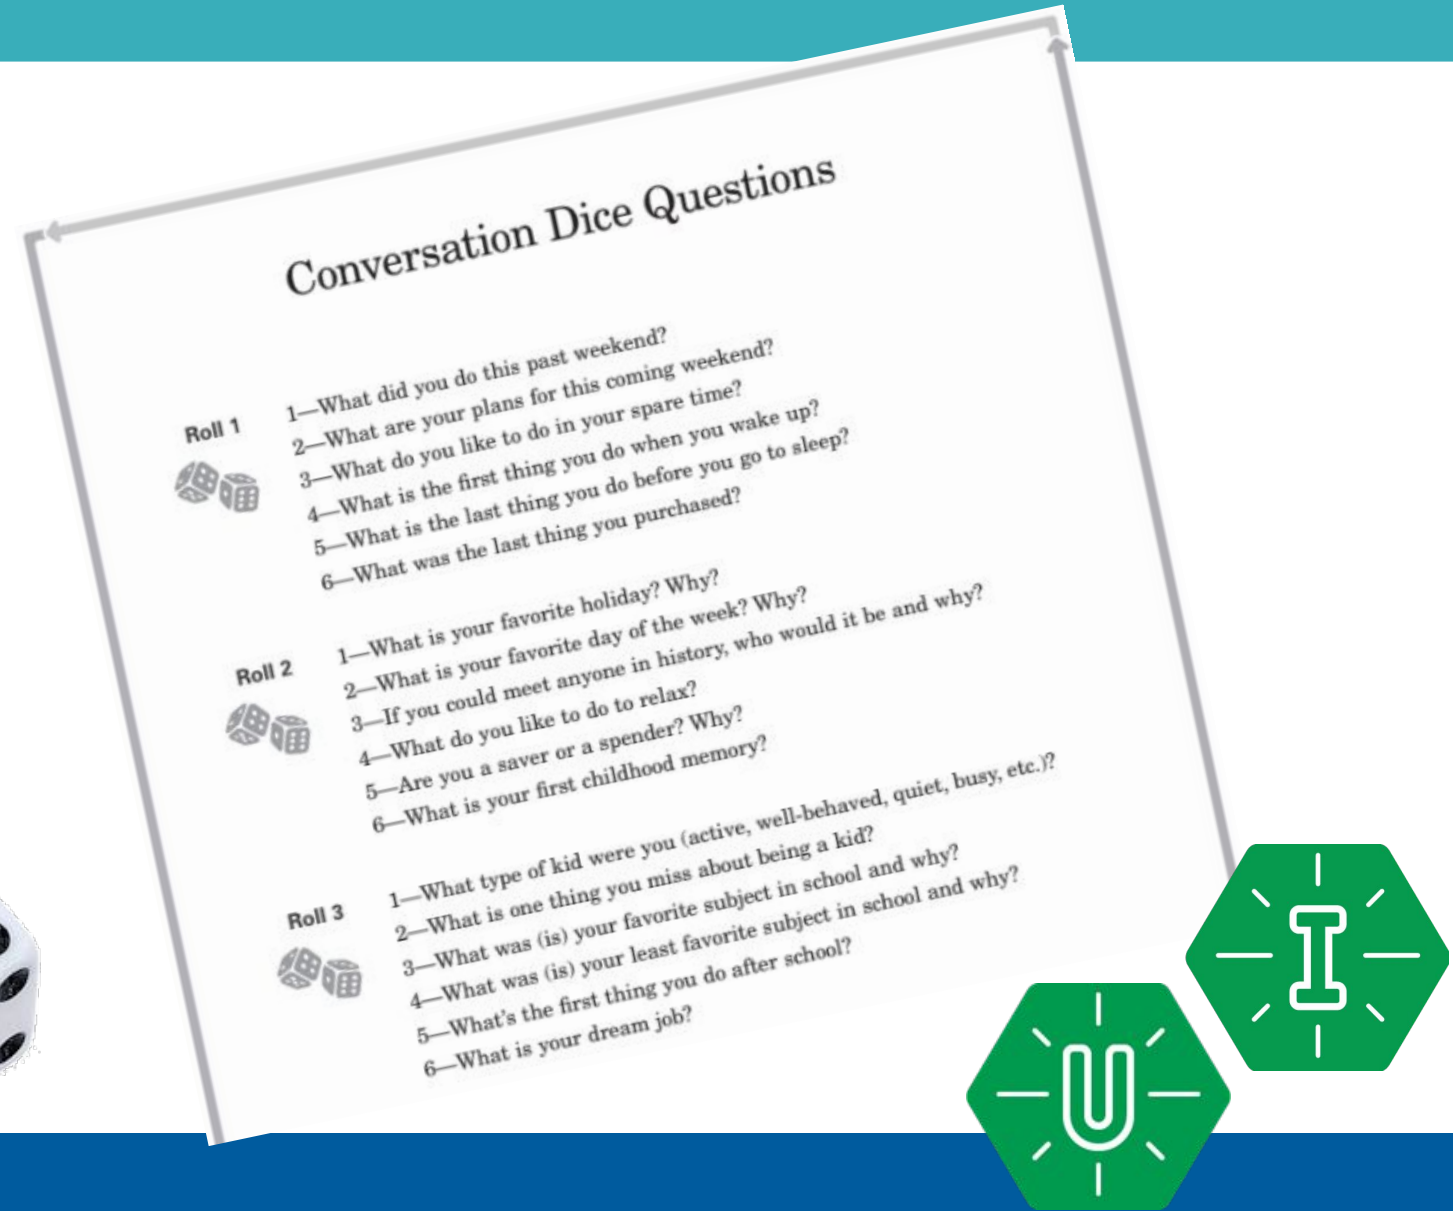 Conversation Dice Questions
Roll 1
1—What did you do this past weekend?
2—What are your plans for this coming weekend?
3—What do you like to do in your spare time?
4—What is the first thing you do when you wake up?
5—What is the last thing you do before you go to sleep?
6—What was the last thing you purchased?
Roll 2
1—What is your favorite holiday? Why?
2—What is your favorite day of the week? Why?
3—If you could meet anyone in history, who would it be and why?
4—What do you like to do to relax?
5—Are you a saver or a spender? Why?
6—What is your first childhood memory?
Roll 3
1—What type of kid were you (active, well-behaved, quiet, busy, etc.)?
2—What is one thing you miss about being a kid?
3—What was (is) your favorite subject in school and why?
4—What was (is) your least favorite subject in school and why?
5—What's the first thing you do after school?
6—What is your dream job?
I
U